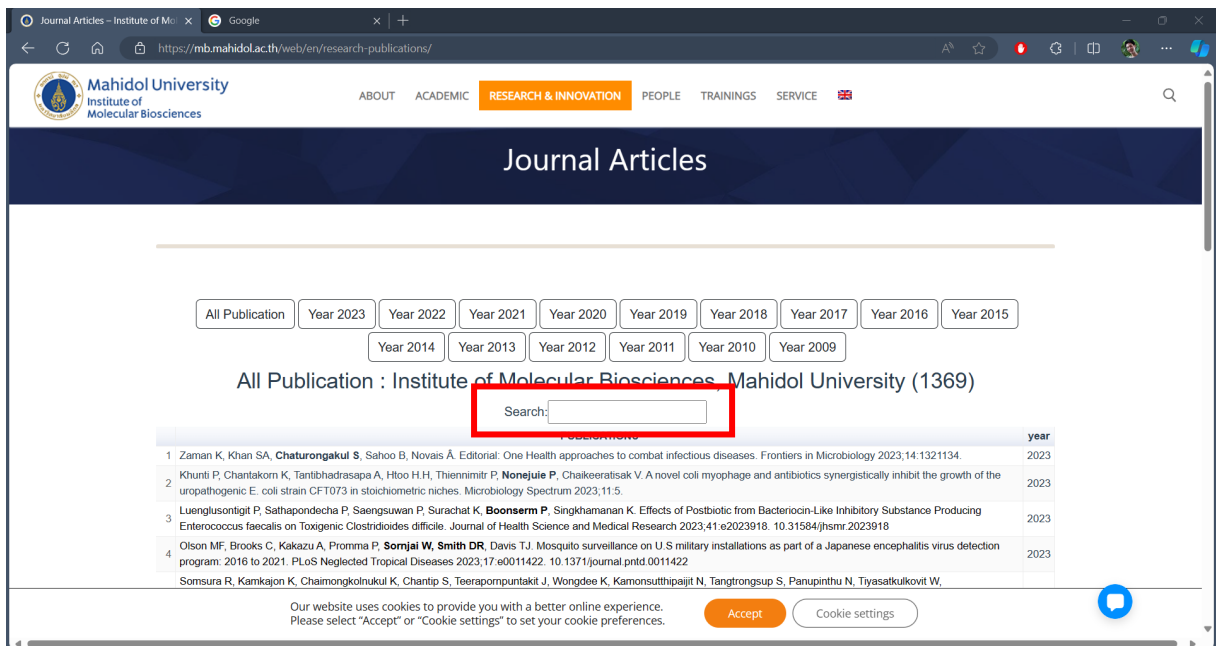 Journal Articles – Institute of Mol
Google
https://mb.mahidol.ac.th/web/en/research-publications/
Mahidol University
Institute of
Molecular Biosciences
ABOUT ACADEMIC RESEARCH & INNOVATION PEOPLE TRAININGS SERVICE
Journal Articles
All Publication Year 2023 Year 2022 Year 2021 Year 2020 Year 2019 Year 2018 Year 2017 Year 2016 Year 2015
Year 2014 Year 2013 Year 2012 Year 2011 Year 2010 Year 2009
All Publication : Institute of Molecular Biosciences, Mahidol University (1369)
Search:
PUBLICATIONS year
1 Zaman K, Khan SA, Chaturongakul S, Sahoo B, Novais Â. Editorial: One Health approaches to combat infectious diseases. Frontiers in Microbiology 2023;14:1321134. 2023
2 Khunti P, Chantakorn K, Tantibhadrasapa A, Htoo H.H, Thiennimitr P, Nonejuie P, Chaikeeratisak V. A novel coli myophage and antibiotics synergistically inhibit the growth of the
uropathogenic E. coli strain CFT073 in stoichiometric niches. Microbiology Spectrum 2023;11:5. 2023
3 Luenglusontigit P, Sathapondecha P, Saengsuwan P, Surachat K, Boonserm P, Singkhamanan K. Effects of Postbiotic from Bacteriocin-Like Inhibitory Substance Producing
Enterococcus faecalis on Toxigenic Clostridioides difficile. Journal of Health Science and Medical Research 2023;41:e2023918. 10.31584/jhsmr.2023918 2023
4 Olson MF, Brooks C, Kakazu A, Promma P, Sornjai W, Smith DR, Davis TJ. Mosquito surveillance on U.S military installations as part of a Japanese encephalitis virus detection
program: 2016 to 2021. PLoS Neglected Tropical Diseases 2023;17:e0011422. 10.1371/journal.pntd.0011422 2023
Somsura R, Kamkajon K, Chaimongkolnukul K, Chantip S, Teerapornpuntakit J, Wongdee K, Kamonsutthipaijit N, Tangtrongsup S, Panupinthu N, Tiyasatkulkovit W,
Our website uses cookies to provide you with a better online experience.
Please select “Accept” or “Cookie settings” to set your cookie preferences.
Accept Cookie settings